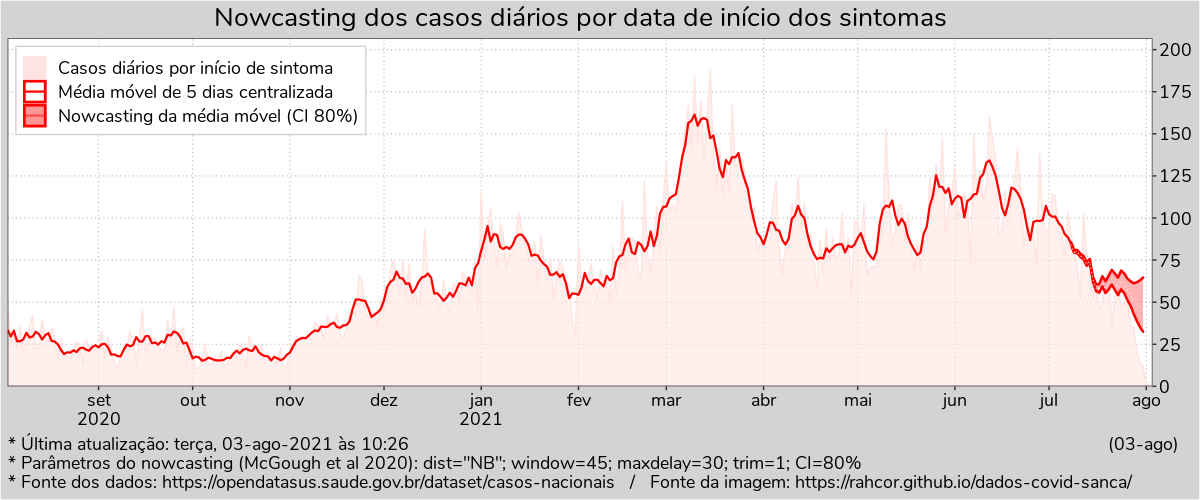 Nowcasting dos casos diários por data de início dos sintomas
Casos diários por início de sintoma
Média móvel de 5 dias centralizada
Nowcasting da média móvel (CI 80%)
200
175
150
125
100
75
50
25
0
set out nov dez jan fev mar abr mai jun jul ago
2020 2021
* Última atualização: terça, 03-ago-2021 às 10:26 (03-ago)
* Parâmetros do nowcasting (McGough et al 2020): dist="NB"; window=45; maxdelay=30; trim=1; CI=80%
* Fonte dos dados: https://opendatasus.saude.gov.br/dataset/casos-nacionais / Fonte da imagem: https://rahcor.github.io/dados-covid-sanca/